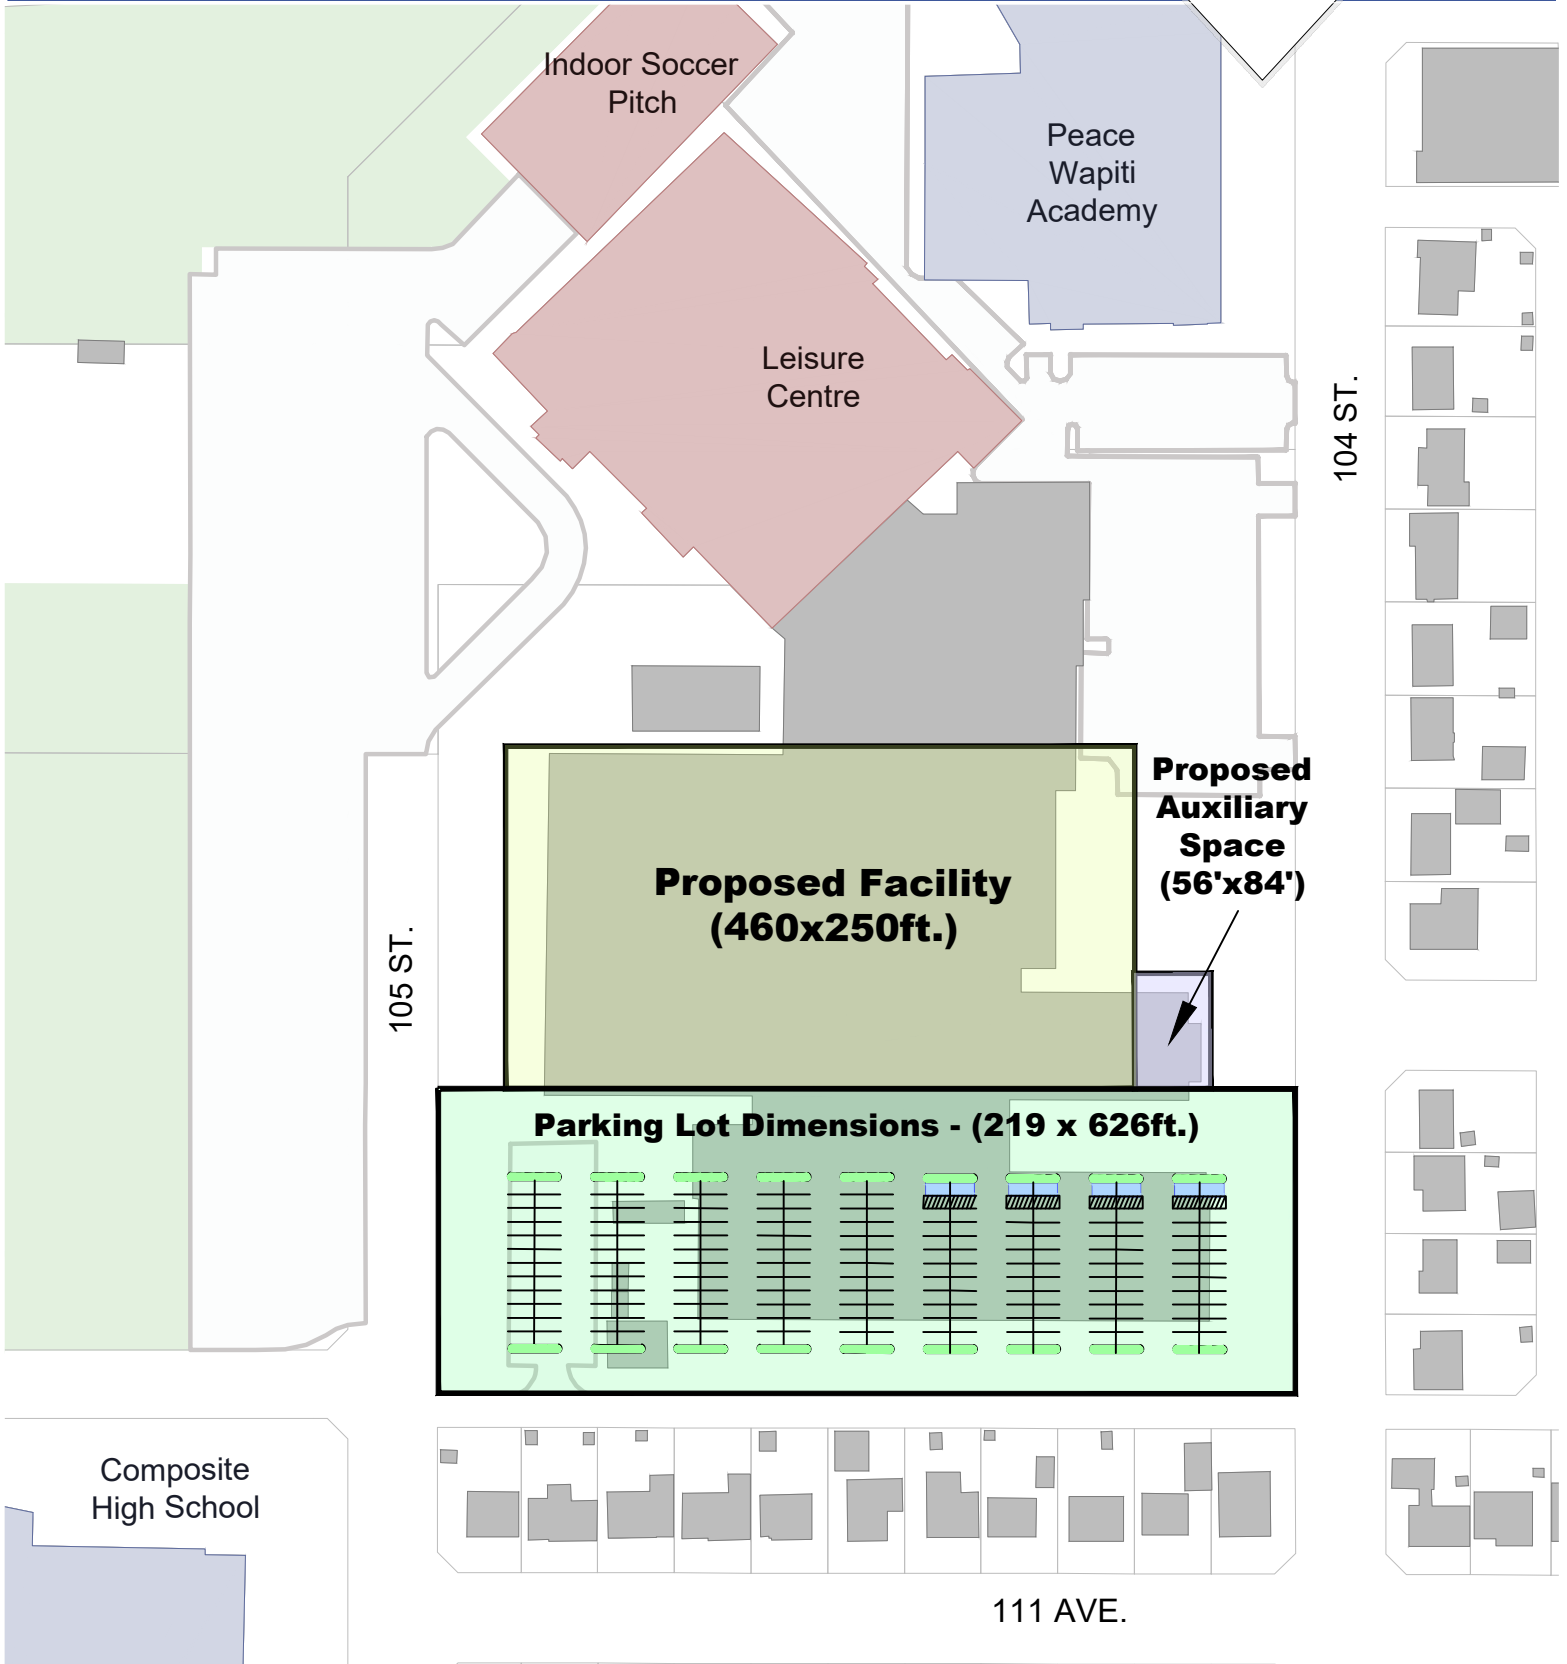 Indoor Soccer
Pitch
Peace
Wapiti
Academy
Leisure
Centre
104 ST.
Proposed
Auxiliary
Space
(56'x84')
Proposed Facility
(460x250ft.)
105 ST.
Parking Lot Dimensions - (219 x 626ft.)
Composite
High School
111 AVE.